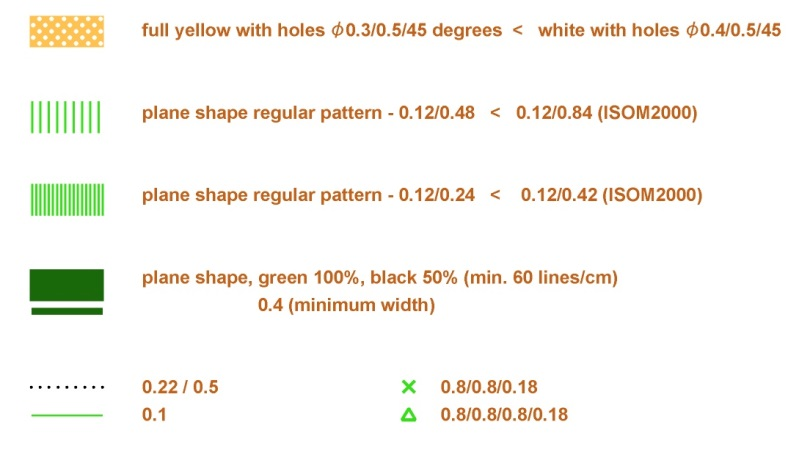 full yellow with holes ϕ0.3/0.5/45 degrees < white with holes ϕ0.4/0.5/45
plane shape regular pattern - 0.12/0.48 < 0.12/0.84 (ISOM2000)
plane shape regular pattern - 0.12/0.24 < 0.12/0.42 (ISOM2000)
plane shape, green 100%, black 50% (min. 60 lines/cm)
0.4 (minimum width)
0.22 / 0.5 0.8/0.8/0.18
0.1 0.8/0.8/0.8/0.18